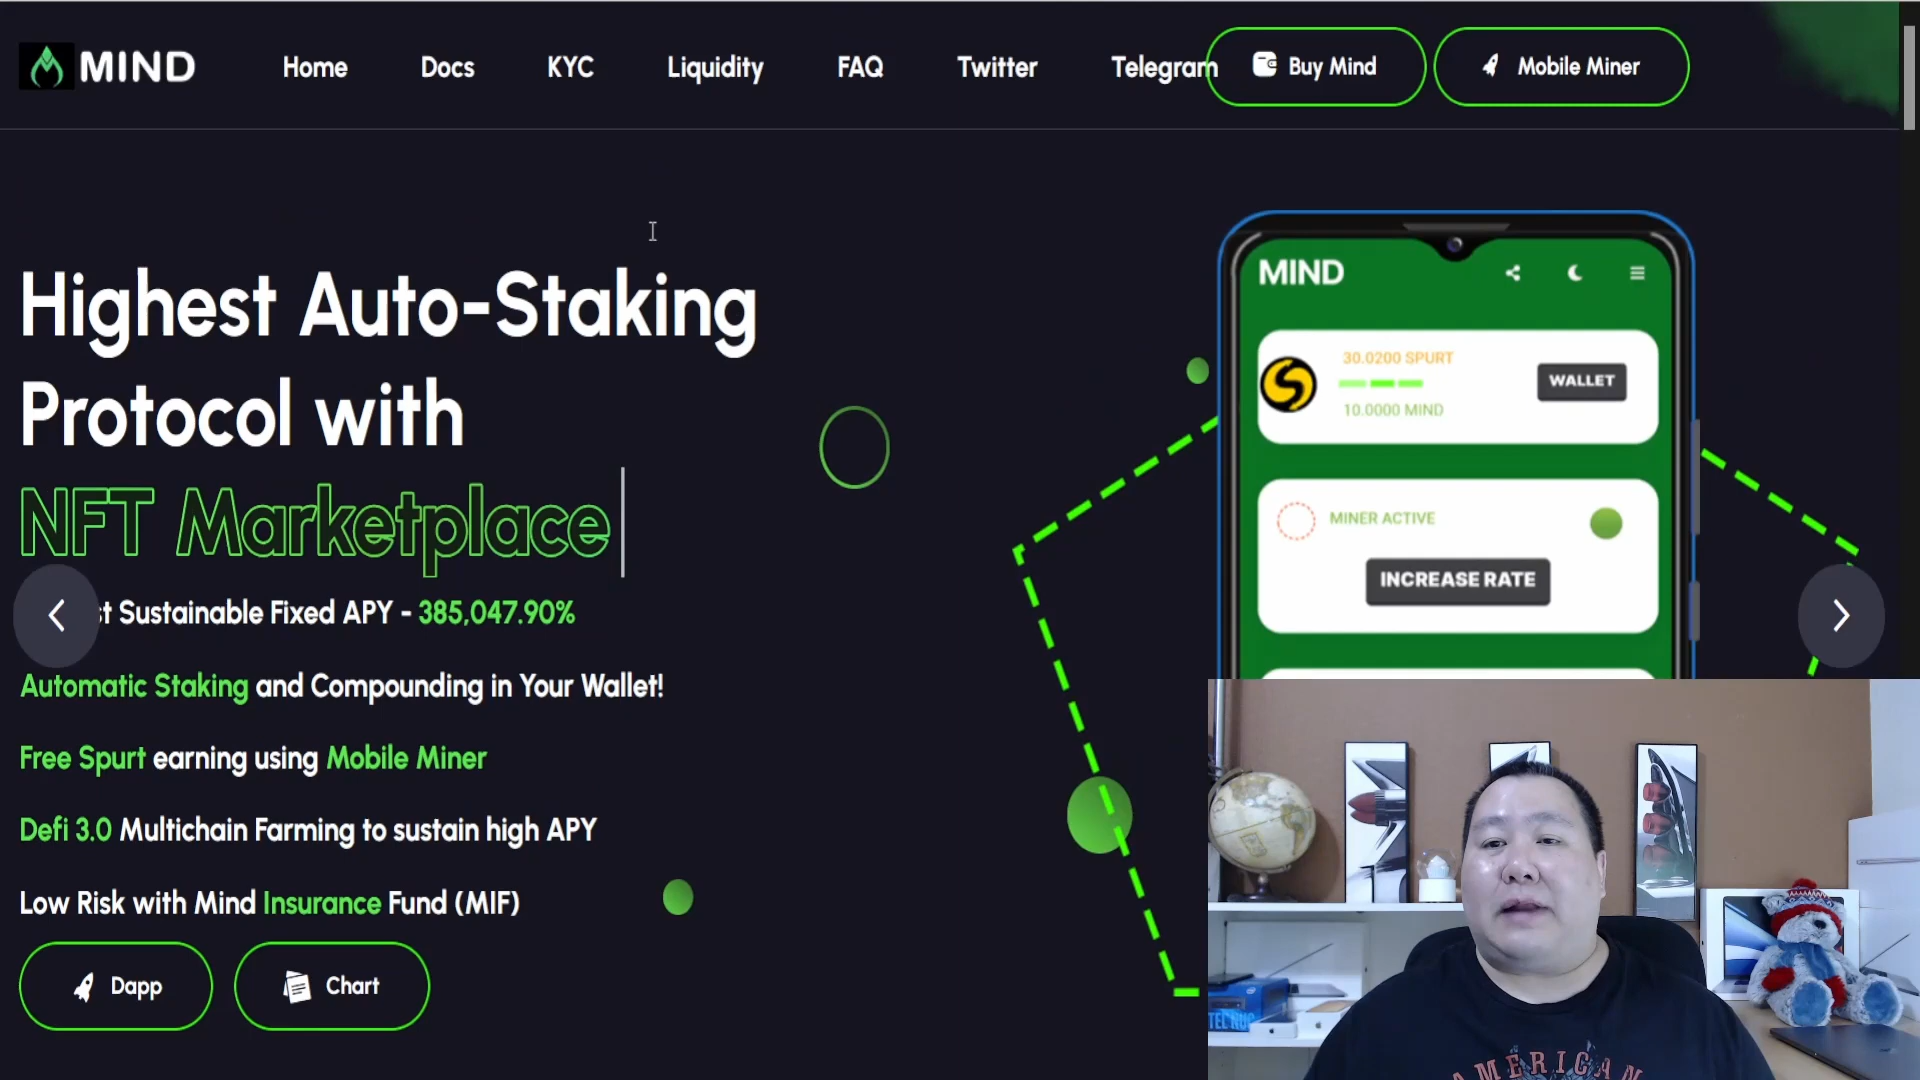 MIND
Home
Docs
KYC
Liquidity
FAQ
Twitter
Telegram
Buy Mind
Mobile Miner
Highest Auto-Staking
Protocol with
NFT Marketplace
t Sustainable Fixed APY - 385,047.90%
Automatic Staking and Compounding in Your Wallet!
Free Spurt earning using Mobile Miner
Defi 3.0 Multichain Farming to sustain high APY
Low Risk with Mind Insurance Fund (MIF)
Dapp
Chart
MIND
30.0200 SPURT
10.0000 MIND
WALLET
MINER ACTIVE
INCREASE RATE
AMERICAN